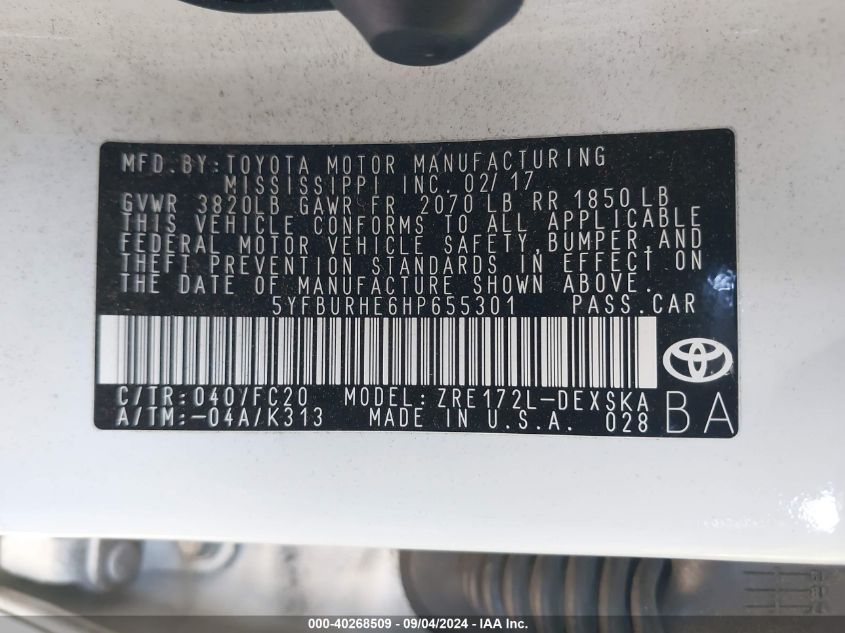 MFD. BY: TOYOTA MOTOR MANUFACTURING
MISSISSIPPI INC. 02/17
GVWR 3820LB GAWR FR 2070 LB RR 1850 LB
THIS VEHICLE CONFORMS TO ALL APPLICABLE
FEDERAL MOTOR VEHICLE SAFETY, BUMPER, AND
THEFT PREVENTION STANDARDS IN EFFECT ON
THE DATE OF MANUFACTURE SHOWN ABOVE.
5YFBURHE6HP655301 PASS. CAR
C/TR: 040/FC20 MODEL: ZRE172L-DEXSKA
A/TM: -04A/K313 MADE IN U.S.A. 028 BA
000-40268509 - 09/04/2024 - IAA Inc.